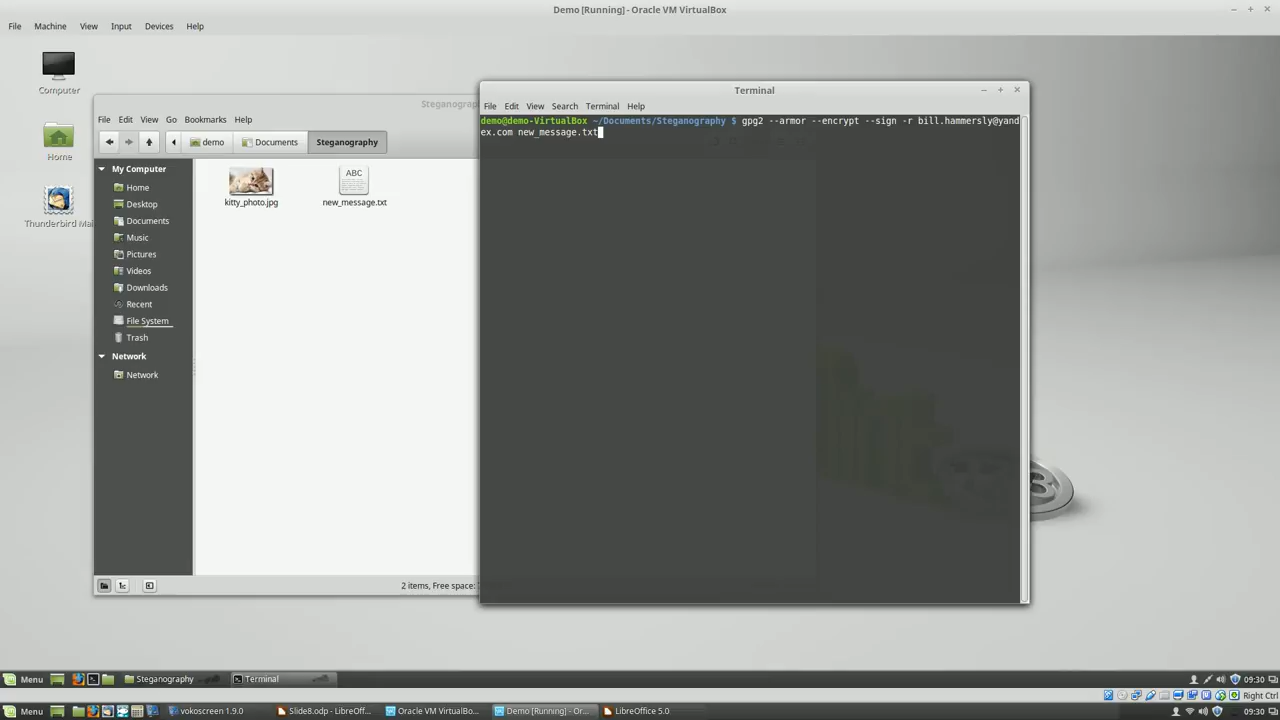 Demo [Running] - Oracle VM VirtualBox
File Machine View Input Devices Help
Computer
Home
Thunderbird Mai
Steganograp
File Edit View Go Bookmarks Help
demo Documents Steganography
My Computer
Home
Desktop
Documents
Music
Pictures
Videos
Downloads
Recent
File System
Trash
Network
Network
kitty_photo.jpg
ABC
new_message.txt
2 items, Free space:
Terminal
File Edit View Search Terminal Help
demo@demo-VirtualBox ~/Documents/Steganography $ gpg2 --armor --encrypt --sign -r bill.hammersly@yand
ex.com new_message.txt
Menu Steganography Terminal 09:30
Right Ctrl
Menu vokoscreen 1.9.0 Slide8.odp - LibreOff... Oracle VM VirtualBo... Demo [Running] - Or... LibreOffice 5.0 09:30